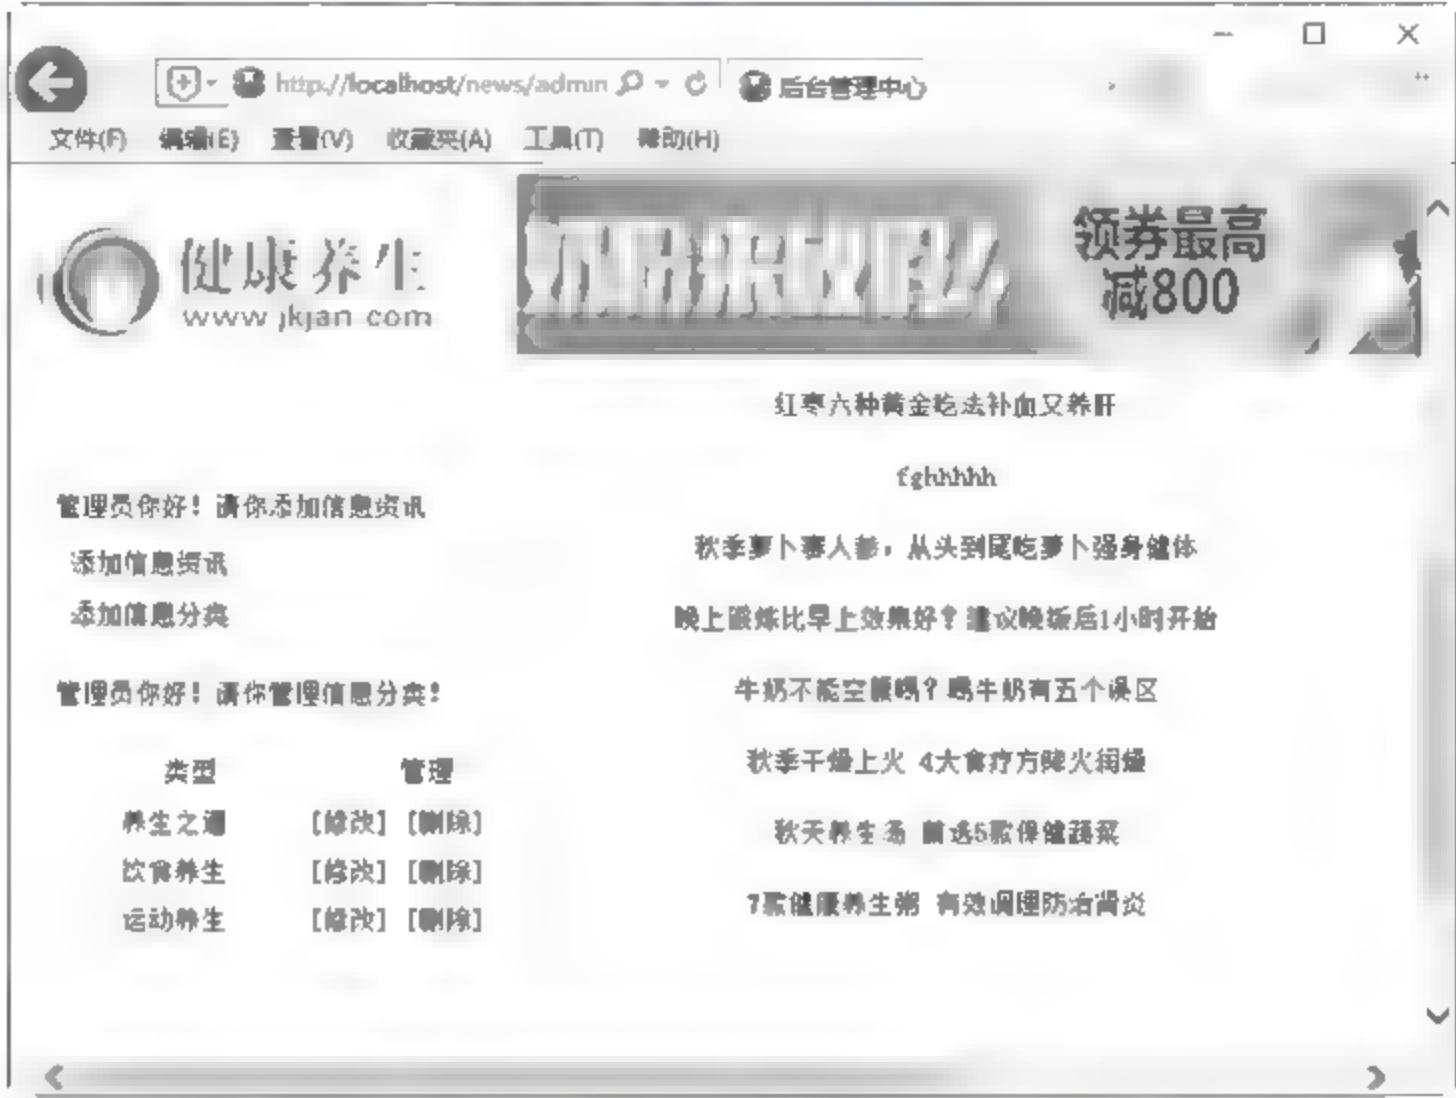 http://localhost/news/admin
后台管理中心
文件(F) 编辑(E) 查看(V) 收藏夹(A) 工具(T) 帮助(H)
健康养生
www jkjan com
领券最高
减800
红枣六种黄金吃法补血又养肝
fghhhhh
秋季萝卜赛人参，从头到尾吃萝卜强身健体
晚上锻炼比早上效果好？建议晚饭后1小时开始
牛奶不能空腹喝？喝牛奶有五个误区
秋季干燥上火 4大食疗方降火润燥
秋天养生汤 首选5款保健蔬菜
7款健康养生粥 有效调理防治肾炎
管理员你好！请你添加信息资讯
添加信息资讯
添加信息分类
管理员你好！请你管理信息分类！
类型 管理
养生之道 [修改] [删除]
饮食养生 [修改] [删除]
运动养生 [修改] [删除]